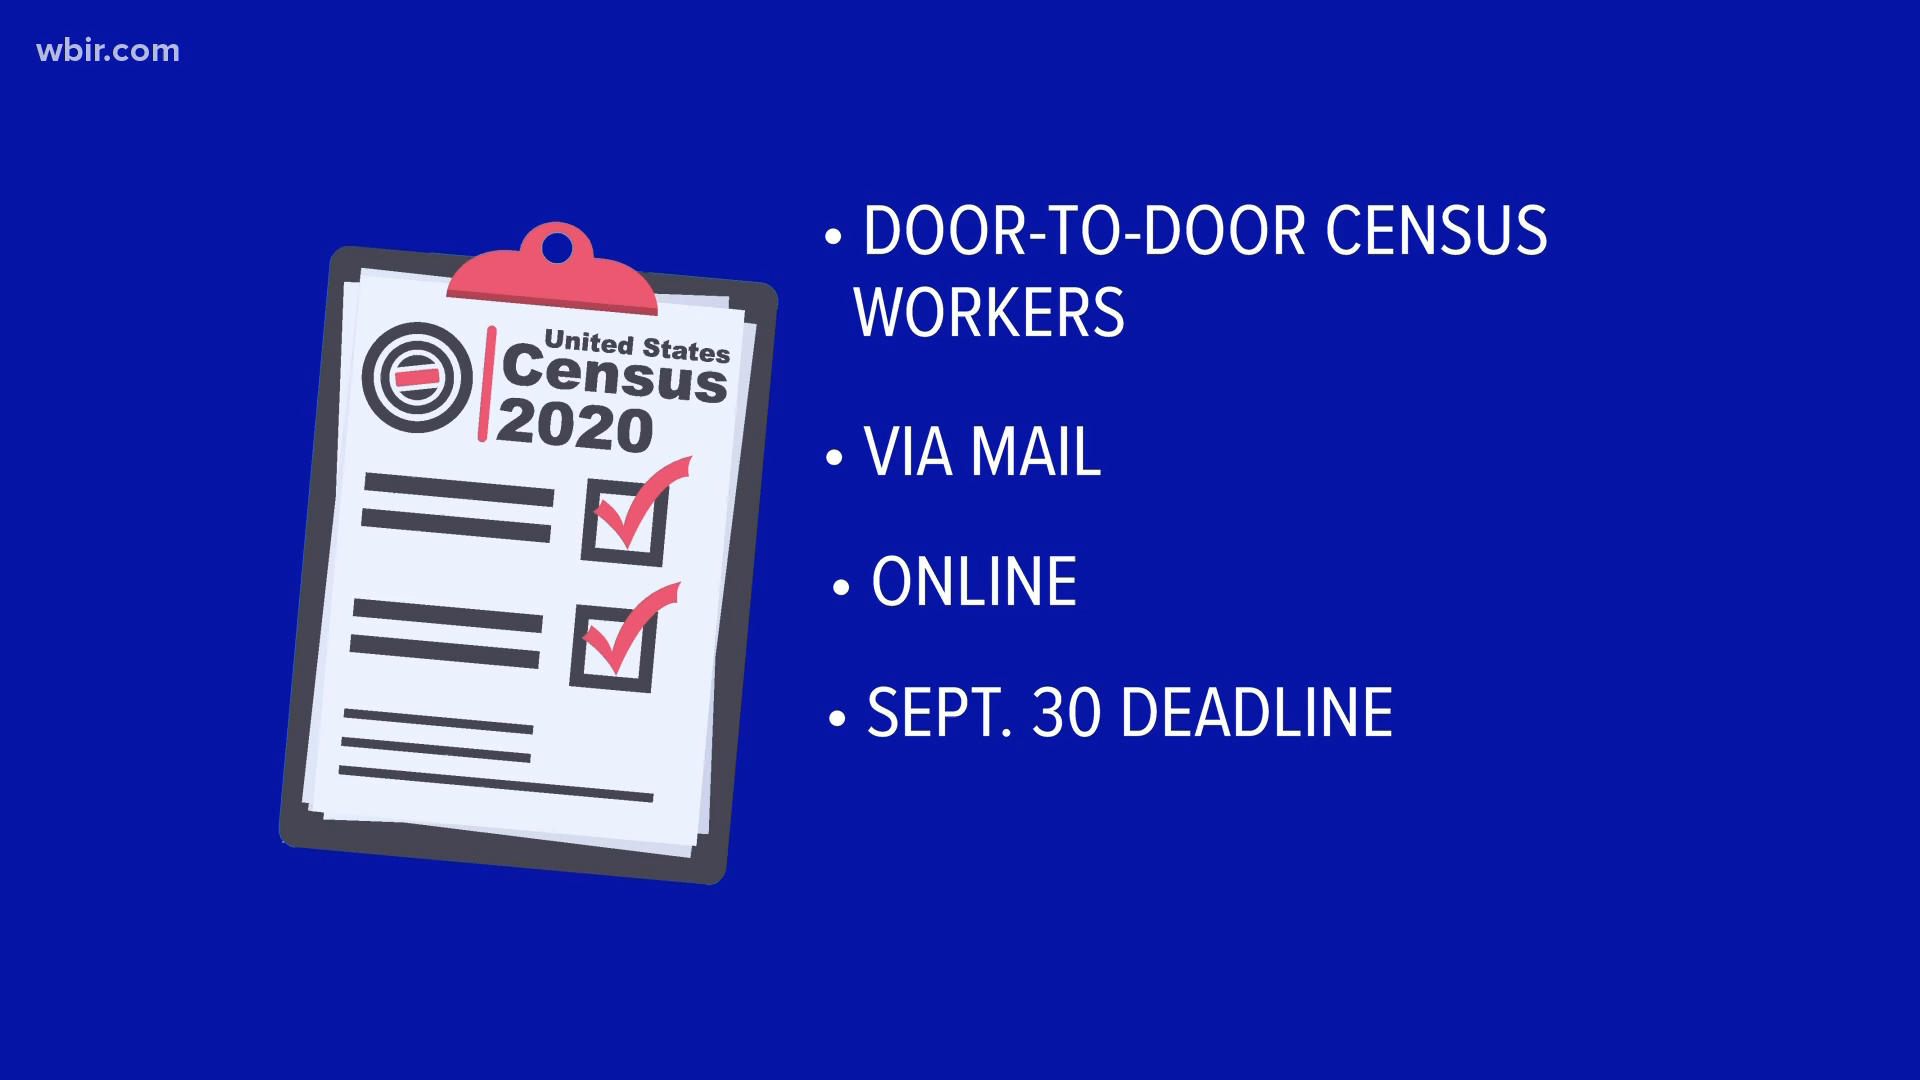 wbir.com
United States
Census
2020
• DOOR-TO-DOOR CENSUS
WORKERS
• VIA MAIL
• ONLINE
• SEPT. 30 DEADLINE